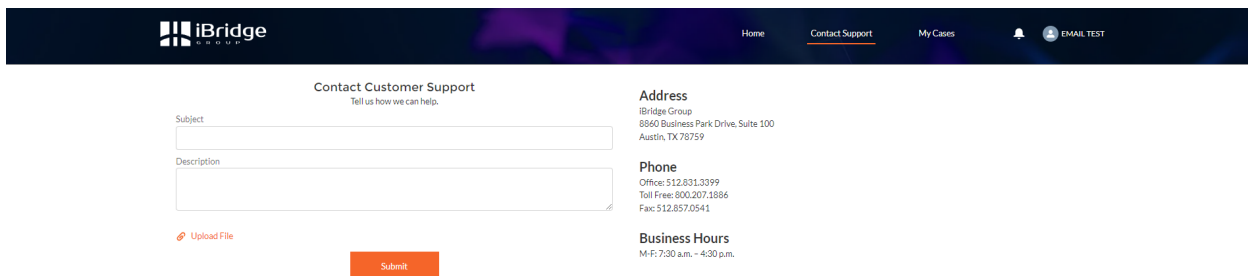 iBridge
GROUP
Home
Contact Support
My Cases
EMAIL TEST
Contact Customer Support
Tell us how we can help.
Subject
Description
Upload File
Submit
Address
iBridge Group
8860 Business Park Drive, Suite 100
Austin, TX 78759
Phone
Office: 512.831.3399
Toll Free: 800.207.1886
Fax: 512.857.0541
Business Hours
M-F: 7:30 a.m. – 4:30 p.m.